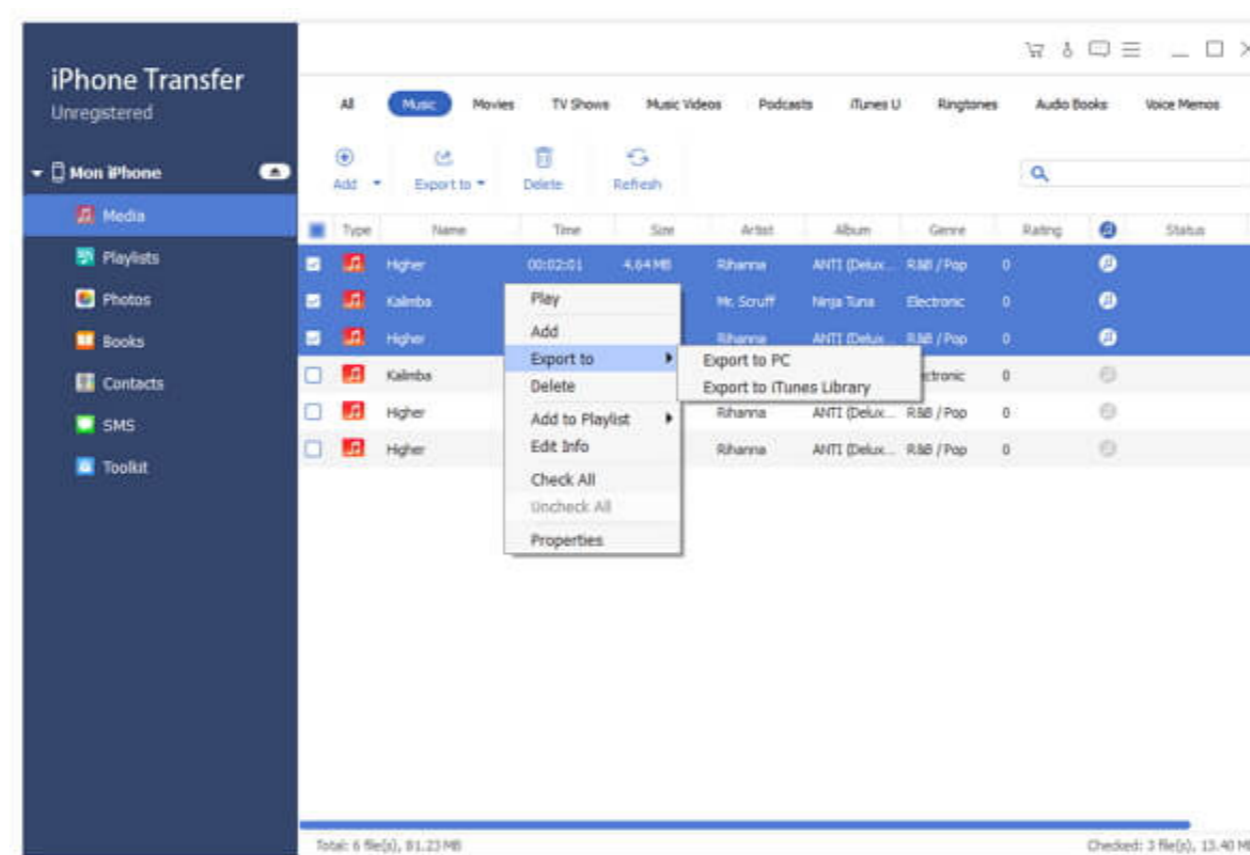 iPhone Transfer
Unregistered
Mon iPhone
Media
Playlists
Photos
Books
Contacts
SMS
Toolkit
All Music Movies TV Shows Music Videos Podcasts iTunes U Ringtones Audio Books Voice Memos
Add Export to Delete Refresh
Type Name Time Size Artist Album Genre Rating Status
Higher 00:02:01 4.64 MB Rihanna ANTI (Delux... R&B / Pop 0
Kalimba Mr. Scruff Ninja Tuna Electronic 0
Higher Rihanna ANTI (Delux... R&B / Pop 0
Kalimba ectronic 0
Higher Rihanna ANTI (Delux... R&B / Pop 0
Higher Rihanna ANTI (Delux... R&B / Pop 0
Play
Add
Export to
Delete
Add to Playlist
Edit Info
Check All
Uncheck All
Properties
Export to PC
Export to iTunes Library
Total: 6 file(s), 81.23 MB
Checked: 3 file(s), 13.40 MB